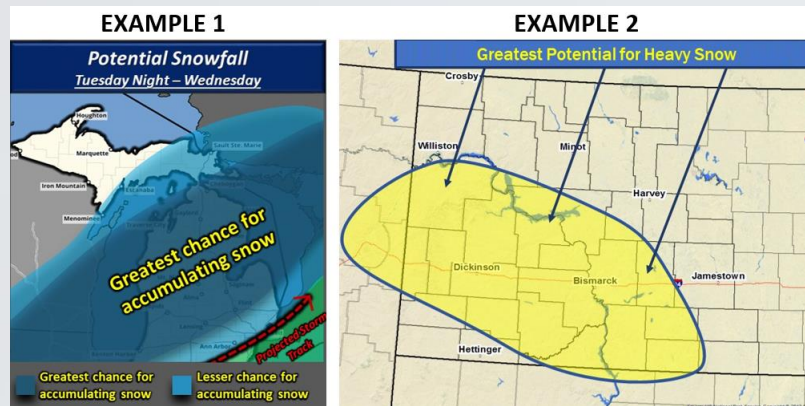 EXAMPLE 1
Potential Snowfall
Tuesday Night – Wednesday
Houghton
Marquette
Sault Ste. Marie
Iron Mountain
Escanaba
Menominee
Greatest chance for
accumulating snow
Lansing
Ann Arbor
Projected Storm
Track
Greatest chance for
accumulating snow
Lesser chance for
accumulating snow
EXAMPLE 2
Greatest Potential for Heavy Snow
Crosby
Williston
Minot
Harvey
Dickinson
Bismarck
Jamestown
Hettinger